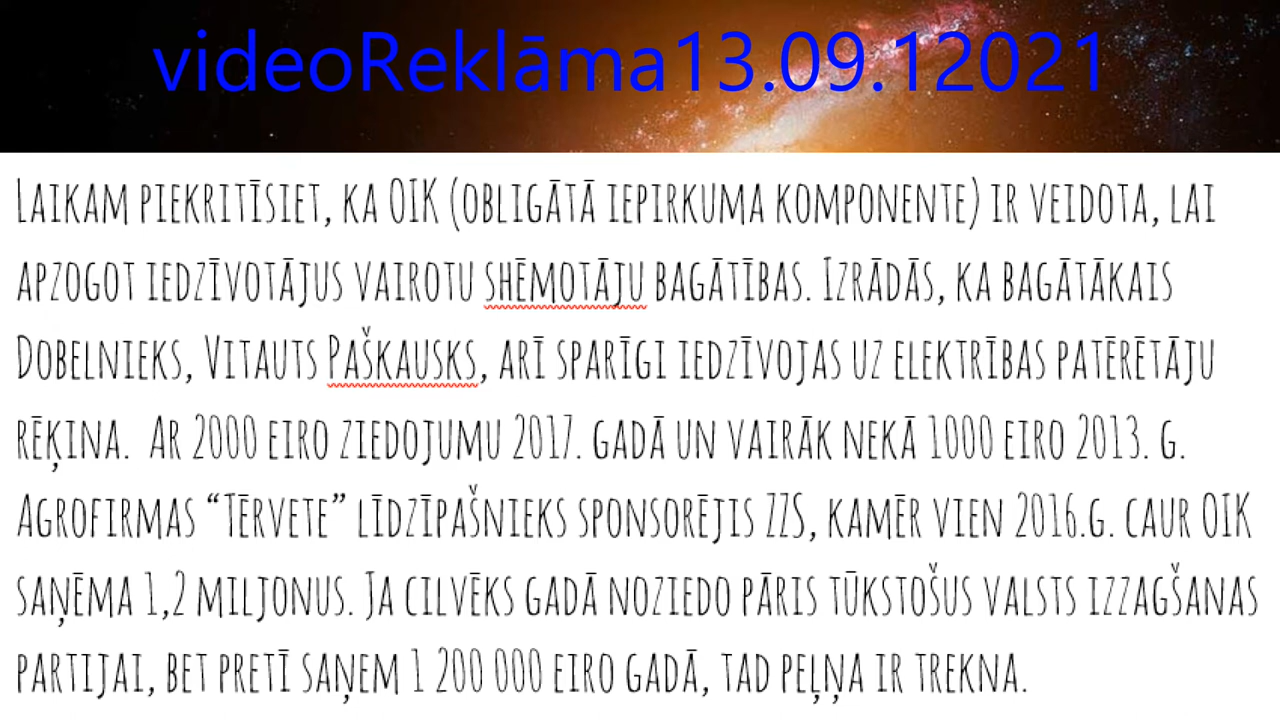 videoReklāma13.09.12021
Laikam piekritīsiet, ka OIK (obligātā iepirkuma komponente) ir veidota, lai
apzogot iedzīvotājus vairotu shēmotāju bagātības. Izrādās, ka bagātākais
Dobelnieks, Vitauts Paškausks, arī sparīgi iedzīvojas uz elektrības patērētāju
rēķina. Ar 2000 eiro ziedojumu 2017. gadā un vairāk nekā 1000 eiro 2013. g.
Agrofirmas “Tērvete” līdzīpašnieks sponsorējis ZZS, kamēr vien 2016.g. caur OIK
saņēma 1,2 miljonus. Ja cilvēks gadā noziedo pāris tūkstošus valsts izzagšanas
partijai, bet pretī saņem 1 200 000 eiro gadā, tad peļņa ir trekna.